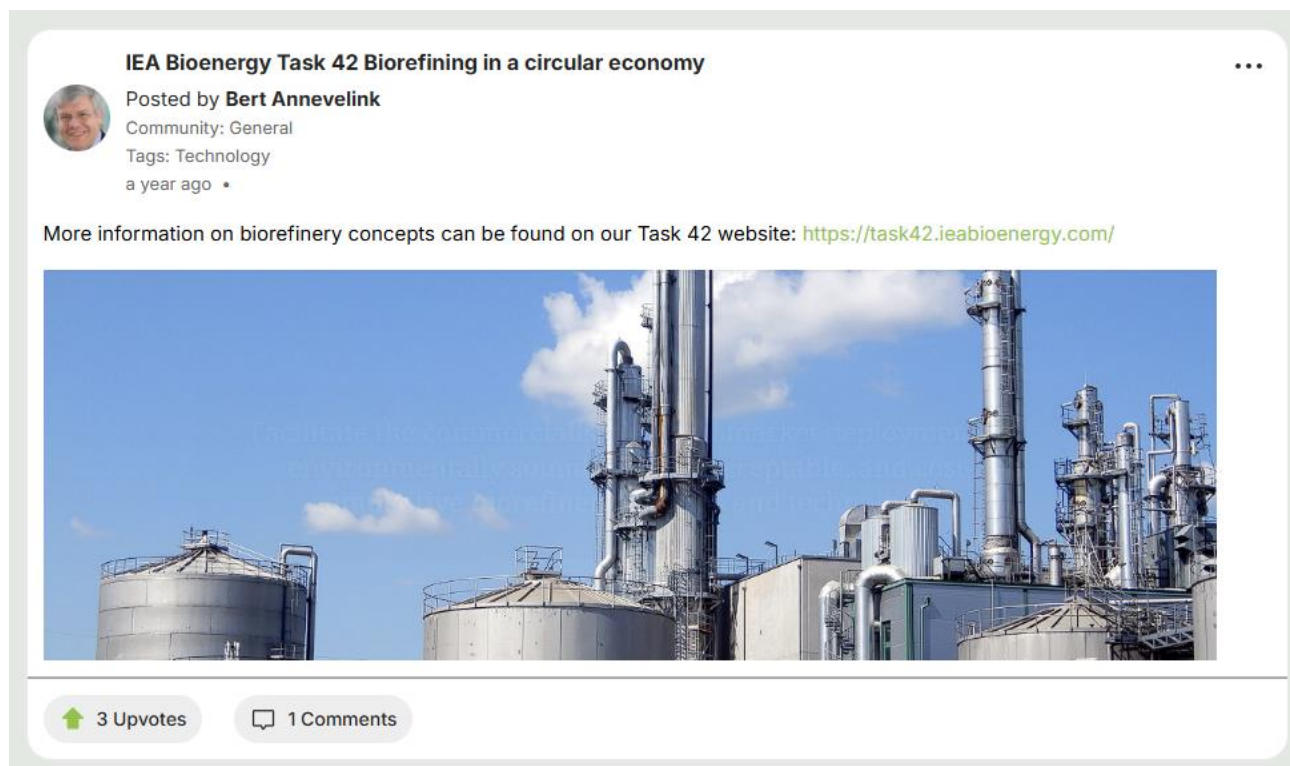 IEA Bioenergy Task 42 Biorefining in a circular economy
Posted by Bert Annevelink
Community: General
Tags: Technology
a year ago •
More information on biorefinery concepts can be found on our Task 42 website: https://task42.ieabioenergy.com/
3 Upvotes
1 Comments